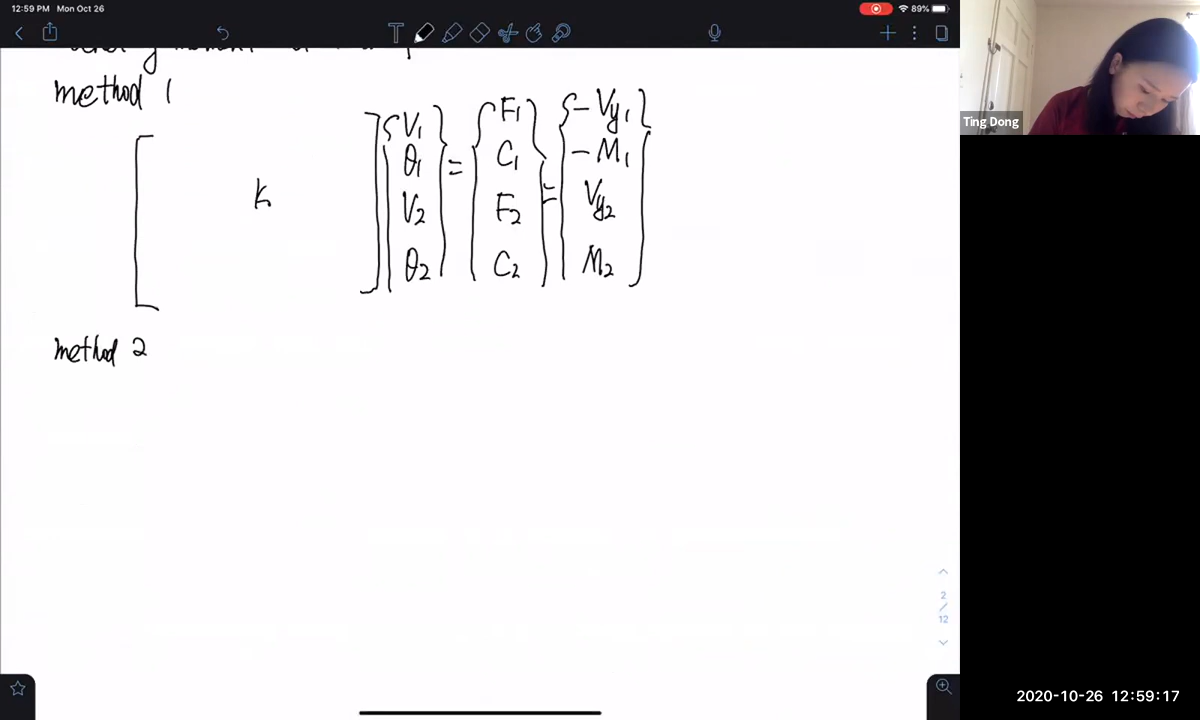 12:59 PM Mon Oct 26
89%
moment
method 1
K [v₁ θ₁ v₂ θ₂] = {F₁ C₁ F₂ C₂} = {-Vy₁ -M₁ Vy₂ M₂}
method 2
Ting Dong
2
/
12
2020-10-26 12:59:17